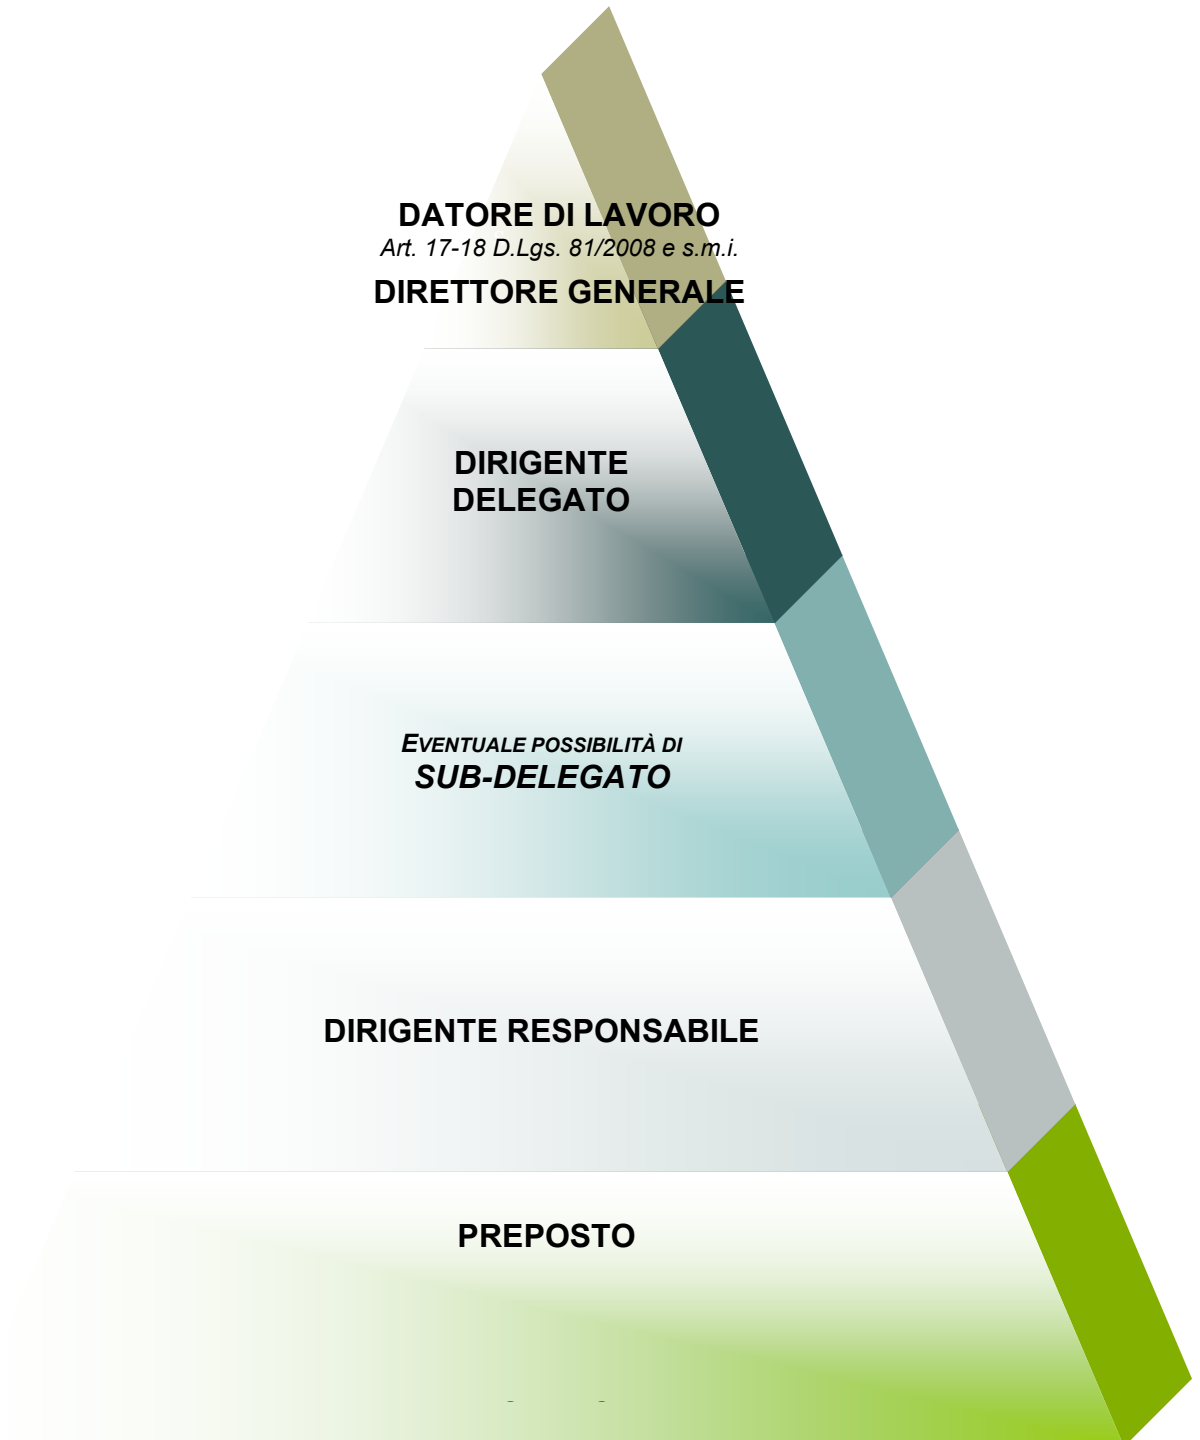 DATORE DI LAVORO
Art. 17-18 D.Lgs. 81/2008 e s.m.i.
DIRETTORE GENERALE
DIRIGENTE
DELEGATO
EVENTUALE POSSIBILITÀ DI
SUB-DELEGATO
DIRIGENTE RESPONSABILE
PREPOSTO